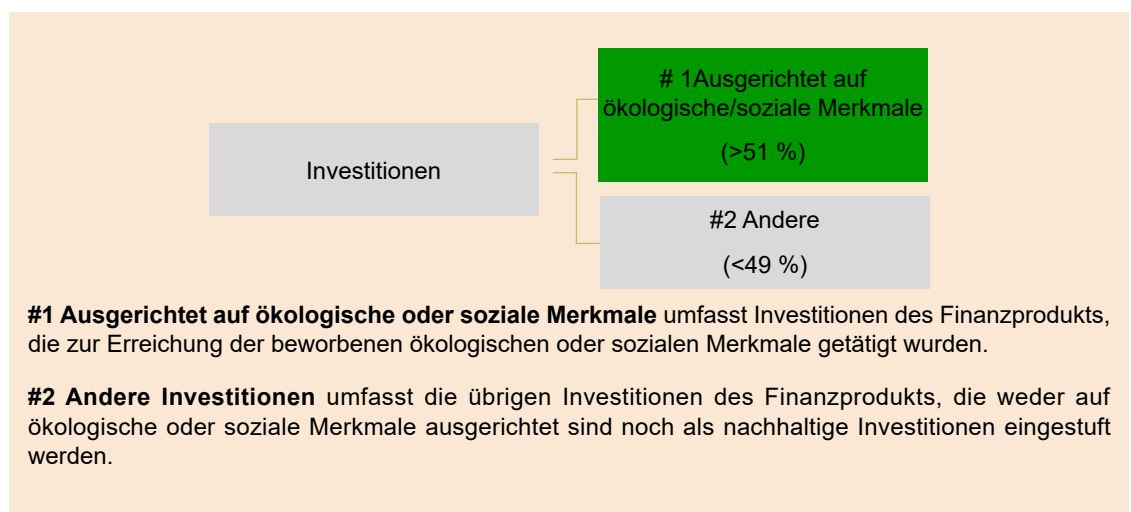 # 1Ausgerichtet auf
ökologische/soziale Merkmale
(>51 %)
Investitionen
#2 Andere
(<49 %)
#1 Ausgerichtet auf ökologische oder soziale Merkmale umfasst Investitionen des Finanzprodukts,
die zur Erreichung der beworbenen ökologischen oder sozialen Merkmale getätigt wurden.
#2 Andere Investitionen umfasst die übrigen Investitionen des Finanzprodukts, die weder auf
ökologische oder soziale Merkmale ausgerichtet sind noch als nachhaltige Investitionen eingestuft
werden.